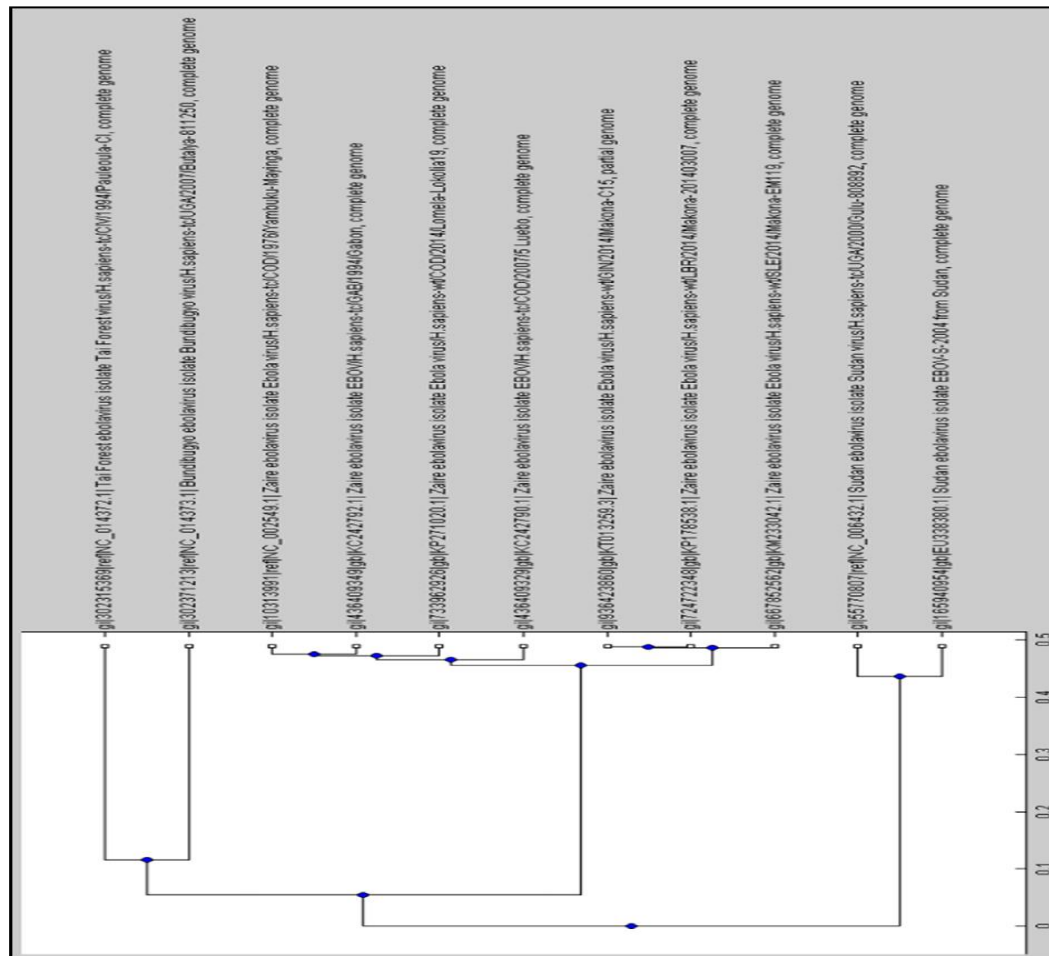 gi|302315369|ref|NC_014372.1| Tai Forest ebolavirus isolate Tai Forest virus/H.sapiens-tc/CIV/1994/Pauleoula-CI, complete genome
gi|302371213|ref|NC_014373.1| Bundibugyo ebolavirus isolate Bundibugyo virus/H.sapiens-tc/UGA/2007/Butalya-811250, complete genome
gi|10313991|ref|NC_002549.1| Zaire ebolavirus isolate Ebola virus/H.sapiens-tc/COD/1976/Yambuku-Mayinga, complete genome
gi|436409349|gb|KC242792.1| Zaire ebolavirus isolate EBOV/H.sapiens-tc/GAB/1994/Gabon, complete genome
gi|733962926|gb|KP271020.1| Zaire ebolavirus isolate Ebola virus/H.sapiens-wt/COD/2014/Lomela-Lokolia19, complete genome
gi|436409329|gb|KC242790.1| Zaire ebolavirus isolate EBOV/H.sapiens-tc/COD/2007/5 Luebo, complete genome
gi|936423860|gb|KT013259.3| Zaire ebolavirus isolate Ebola virus/H.sapiens-wt/GIN/2014/Makona-C15, partial genome
gi|724722348|gb|KP178538.1| Zaire ebolavirus isolate Ebola virus/H.sapiens-wt/LBR/2014/Makona-201403007, complete genome
gi|667852562|gb|KM233042.1| Zaire ebolavirus isolate Ebola virus/H.sapiens-wt/SLE/2014/Makona-EM119, complete genome
gi|55770807|ref|NC_006432.1| Sudan ebolavirus isolate Sudan virus/H.sapiens-tc/UGA/2000/Gulu-808892, complete genome
gi|165940954|gb|EU338380.1| Sudan ebolavirus isolate EBOV-S-2004 from Sudan, complete genome
0
0.1
0.2
0.3
0.4
0.5